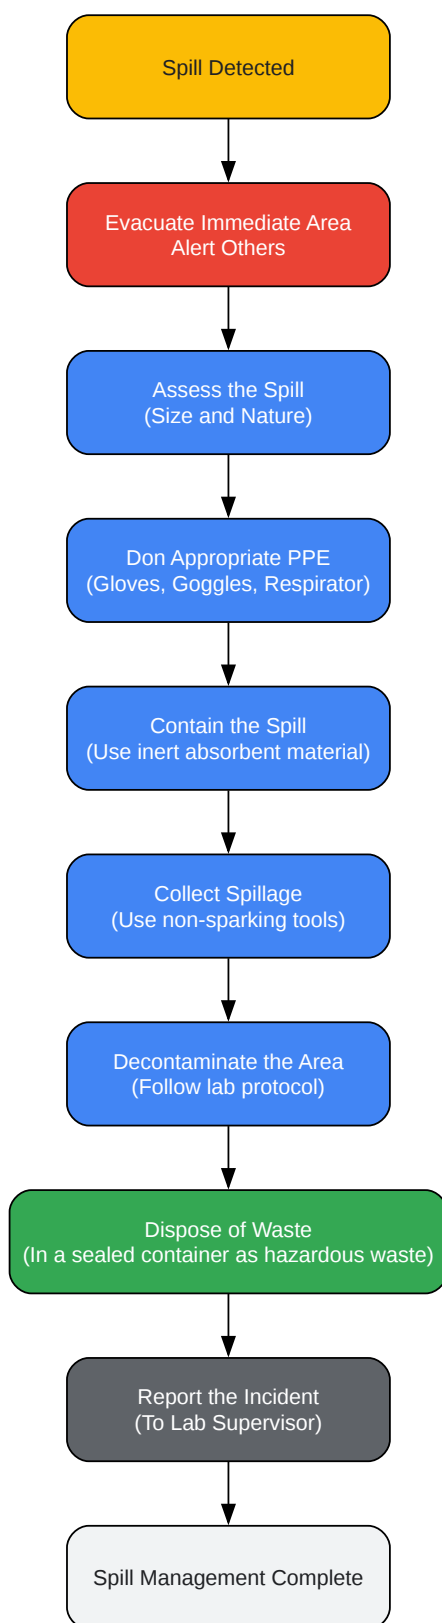 Spill Detected
Evacuate Immediate Area
Alert Others
Assess the Spill
(Size and Nature)
Don Appropriate PPE
(Gloves, Goggles, Respirator)
Contain the Spill
(Use inert absorbent material)
Collect Spillage
(Use non-sparking tools)
Decontaminate the Area
(Follow lab protocol)
Dispose of Waste
(In a sealed container as hazardous waste)
Report the Incident
(To Lab Supervisor)
Spill Management Complete